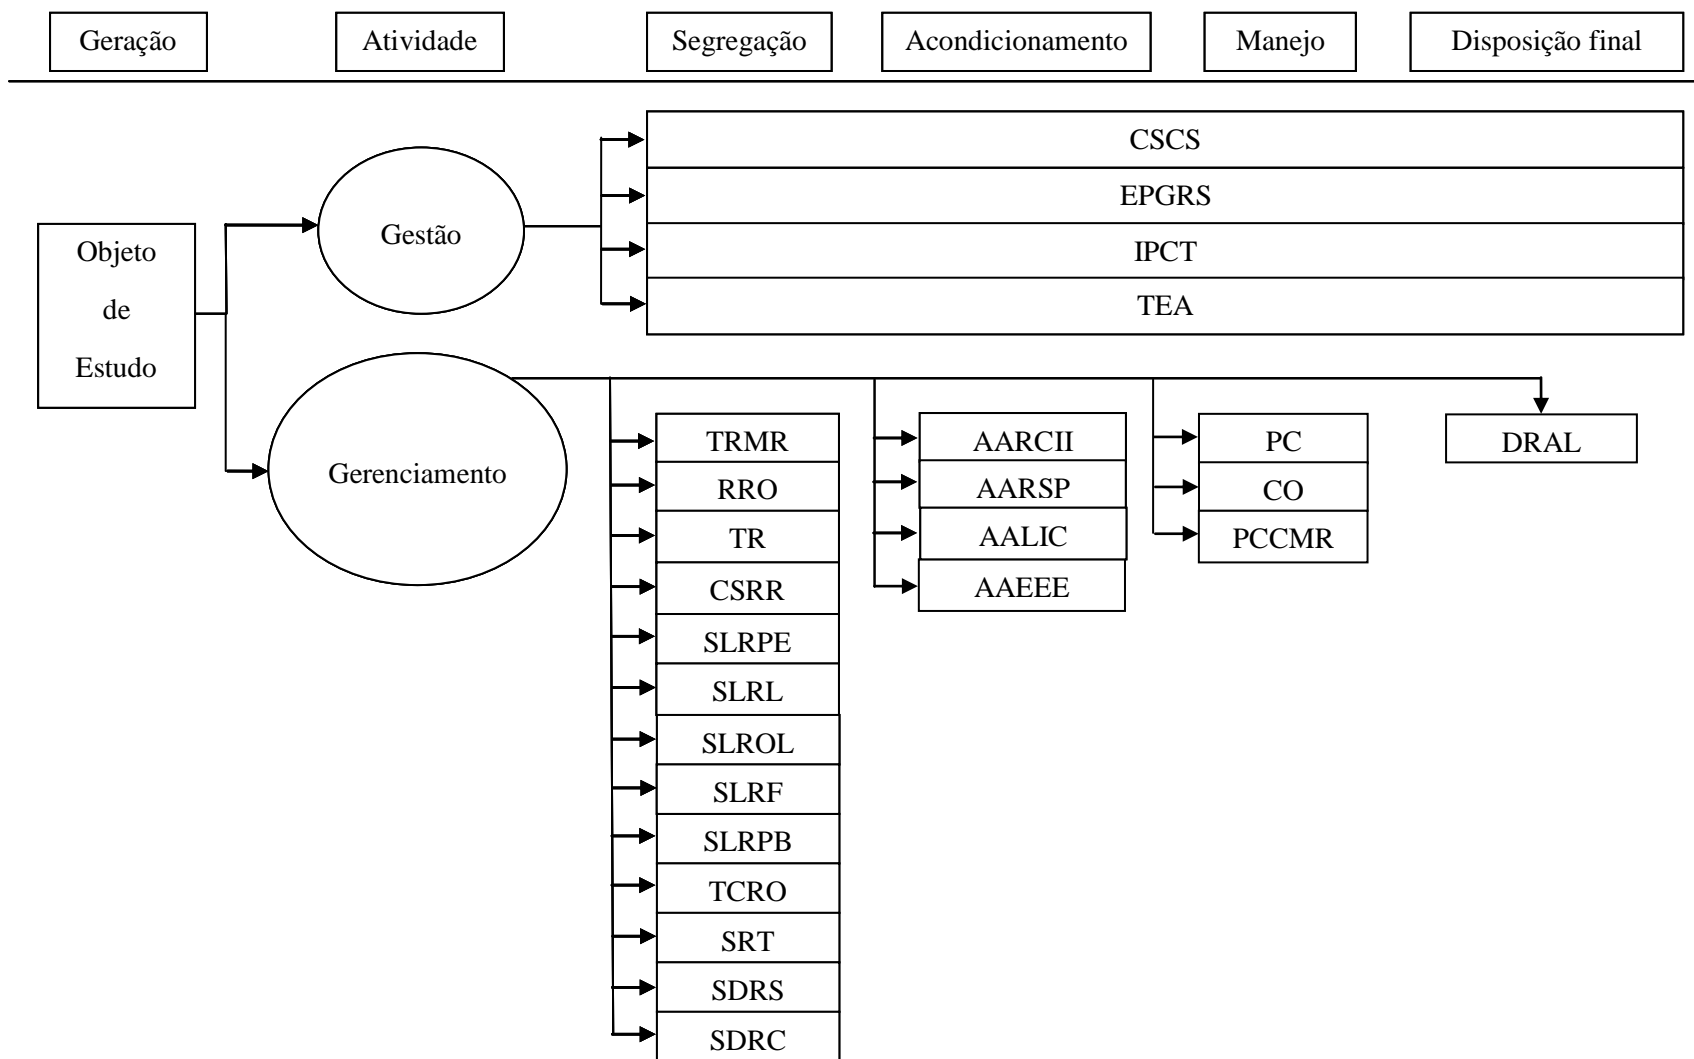 Geração
Atividade
Segregação
Acondicionamento
Manejo
Disposição final
Objeto
de
Estudo
Gestão
CSCS
EPGRS
IPCT
TEA
Gerenciamento
TRMR
RRO
TR
CSRR
SLRPE
SLRL
SLROL
SLRF
SLRPB
TCRO
SRT
SDRS
SDRC
AARCII
AARSP
AALIC
AAEEE
PC
CO
PCCMR
DRAL